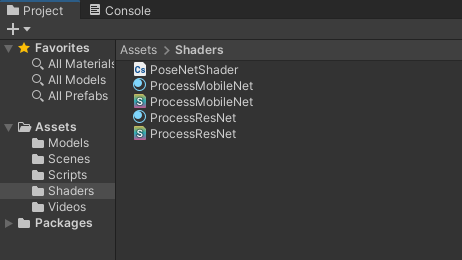 Project
Console
Favorites
All Materials
All Models
All Prefabs
Assets
Models
Scenes
Scripts
Shaders
Videos
Packages
Assets > Shaders
Cs PoseNetShader
ProcessMobileNet
S ProcessMobileNet
ProcessResNet
S ProcessResNet